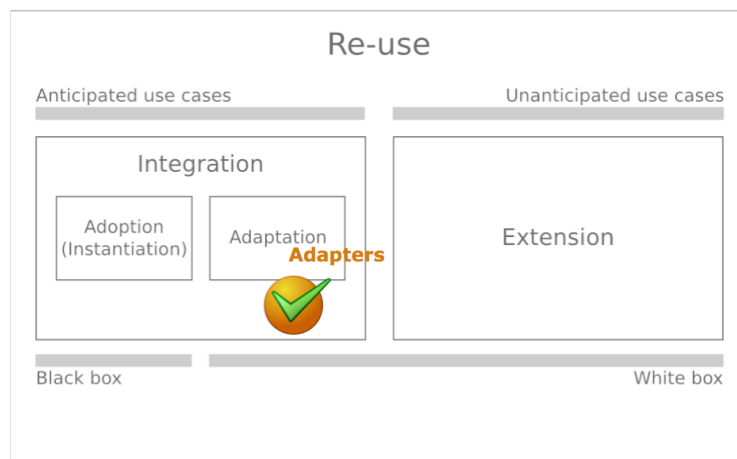 Re-use
Anticipated use cases
Unanticipated use cases
Integration
Adoption
(Instantiation)
Adaptation
Adapters
Extension
Black box
White box